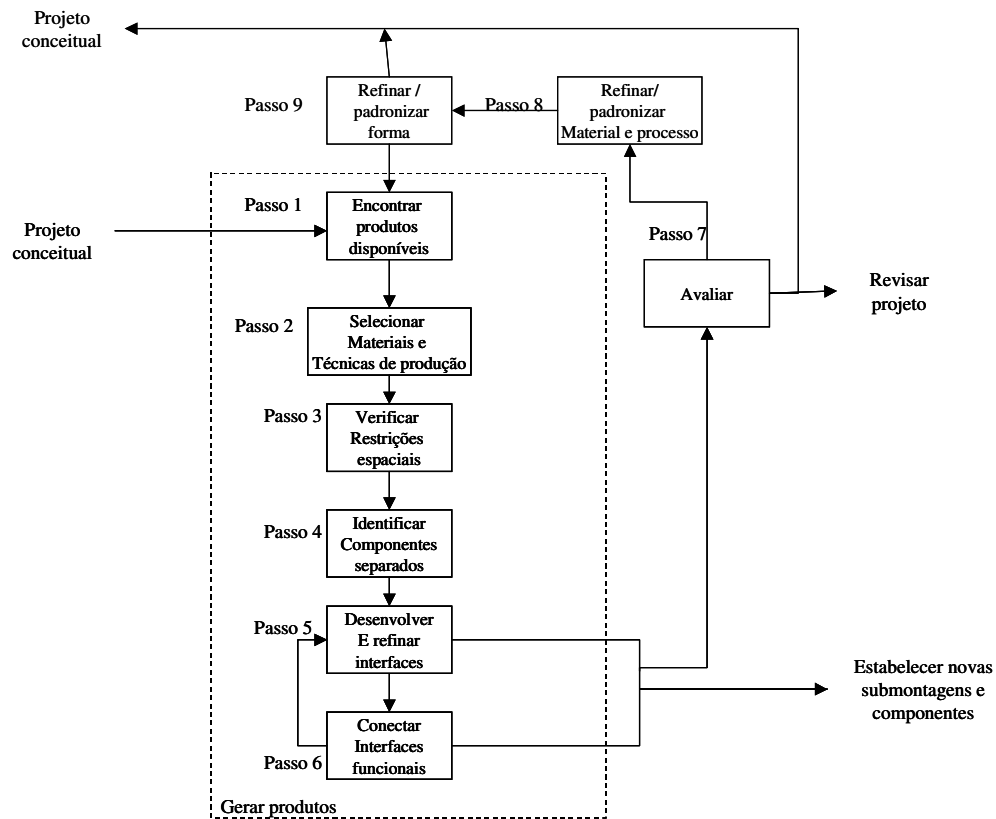 Projeto
conceitual
Passo 9
Refinar /
padronizar
forma
Passo 8
Refinar/
padronizar
Material e processo
Passo 1
Encontrar
produtos
disponíveis
Projeto
conceitual
Passo 7
Avaliar
Revisar
projeto
Passo 2
Selecionar
Materiais e
Técnicas de produção
Passo 3
Verificar
Restrições
espaciais
Passo 4
Identificar
Componentes
separados
Passo 5
Desenvolver
E refinar
interfaces
Estabelecer novas
submontagens e
componentes
Passo 6
Conectar
Interfaces
funcionais
Gerar produtos